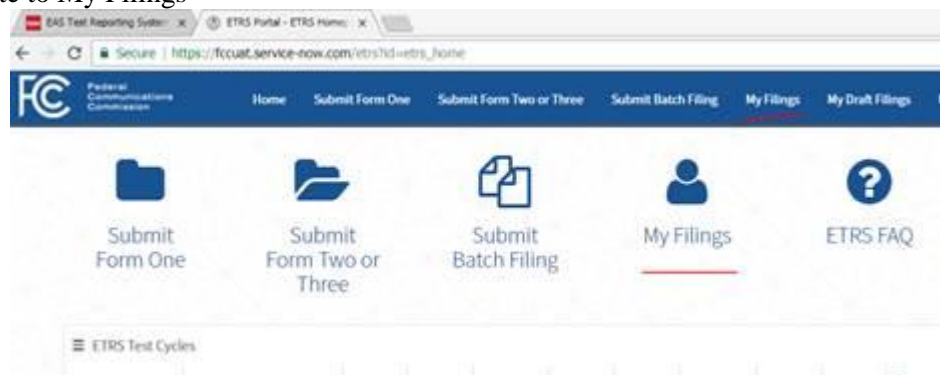 te to My Filings
EAS Test Reporting System
ETRS Portal - ETRS Home
Secure | https://fccuat.service-now.com/etrs?id=etrs_home
FC Federal
Communications
Commission
Home Submit Form One Submit Form Two or Three Submit Batch Filing My Filings My Draft Filings
Submit
Form One
Submit
Form Two or
Three
Submit
Batch Filing
My Filings
ETRS FAQ
ETRS Test Cycles